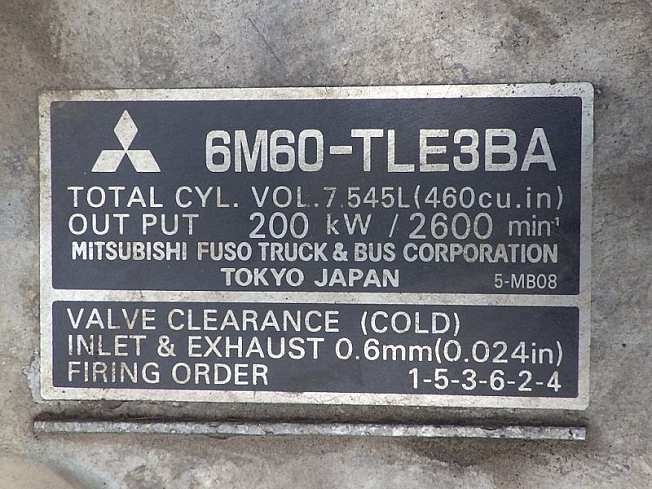 6M60-TLE3BA
TOTAL CYL. VOL.7.545L(460cu.in)
OUT PUT 200 kW / 2600 min⁻¹
MITSUBISHI FUSO TRUCK & BUS CORPORATION
TOKYO JAPAN 5-MB08
VALVE CLEARANCE (COLD)
INLET & EXHAUST 0.6mm(0.024in)
FIRING ORDER 1-5-3-6-2-4